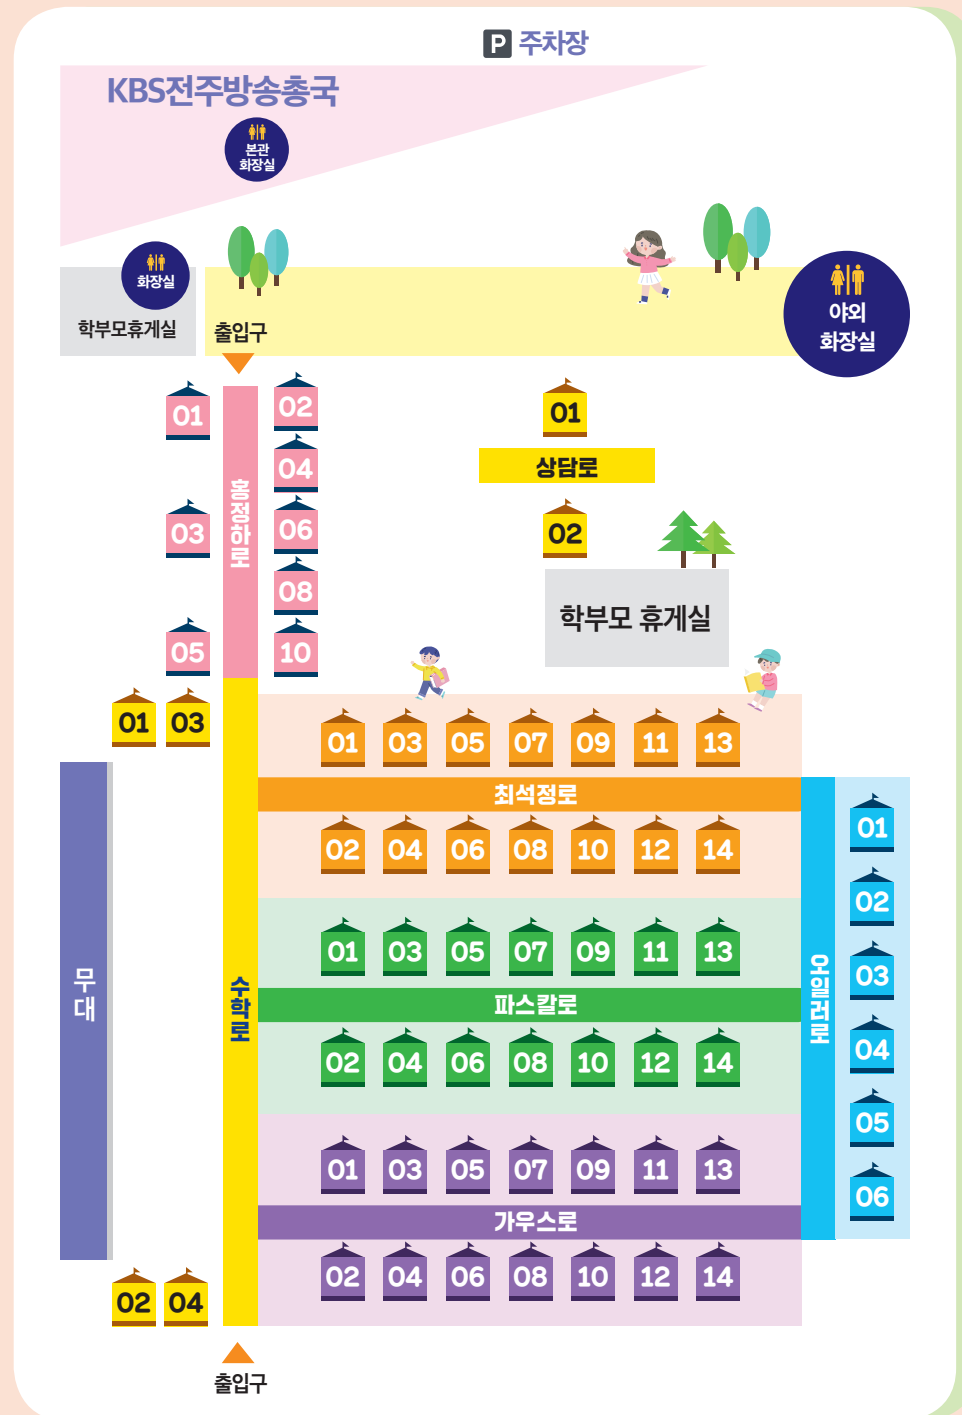 P 주차장
KBS전주방송총국
본관
화장실
화장실
학부모휴게실
출입구
야외
화장실
01
02
03
04
05
06
08
10
홍정하로
01
상담로
02
학부모 휴게실
01 03
01 03 05 07 09 11 13
최석정로
02 04 06 08 10 12 14
01 03 05 07 09 11 13
파스칼로
02 04 06 08 10 12 14
01 03 05 07 09 11 13
가우스로
02 04 06 08 10 12 14
무대
수학로
오일러로
01
02
03
04
05
06
02 04
출입구